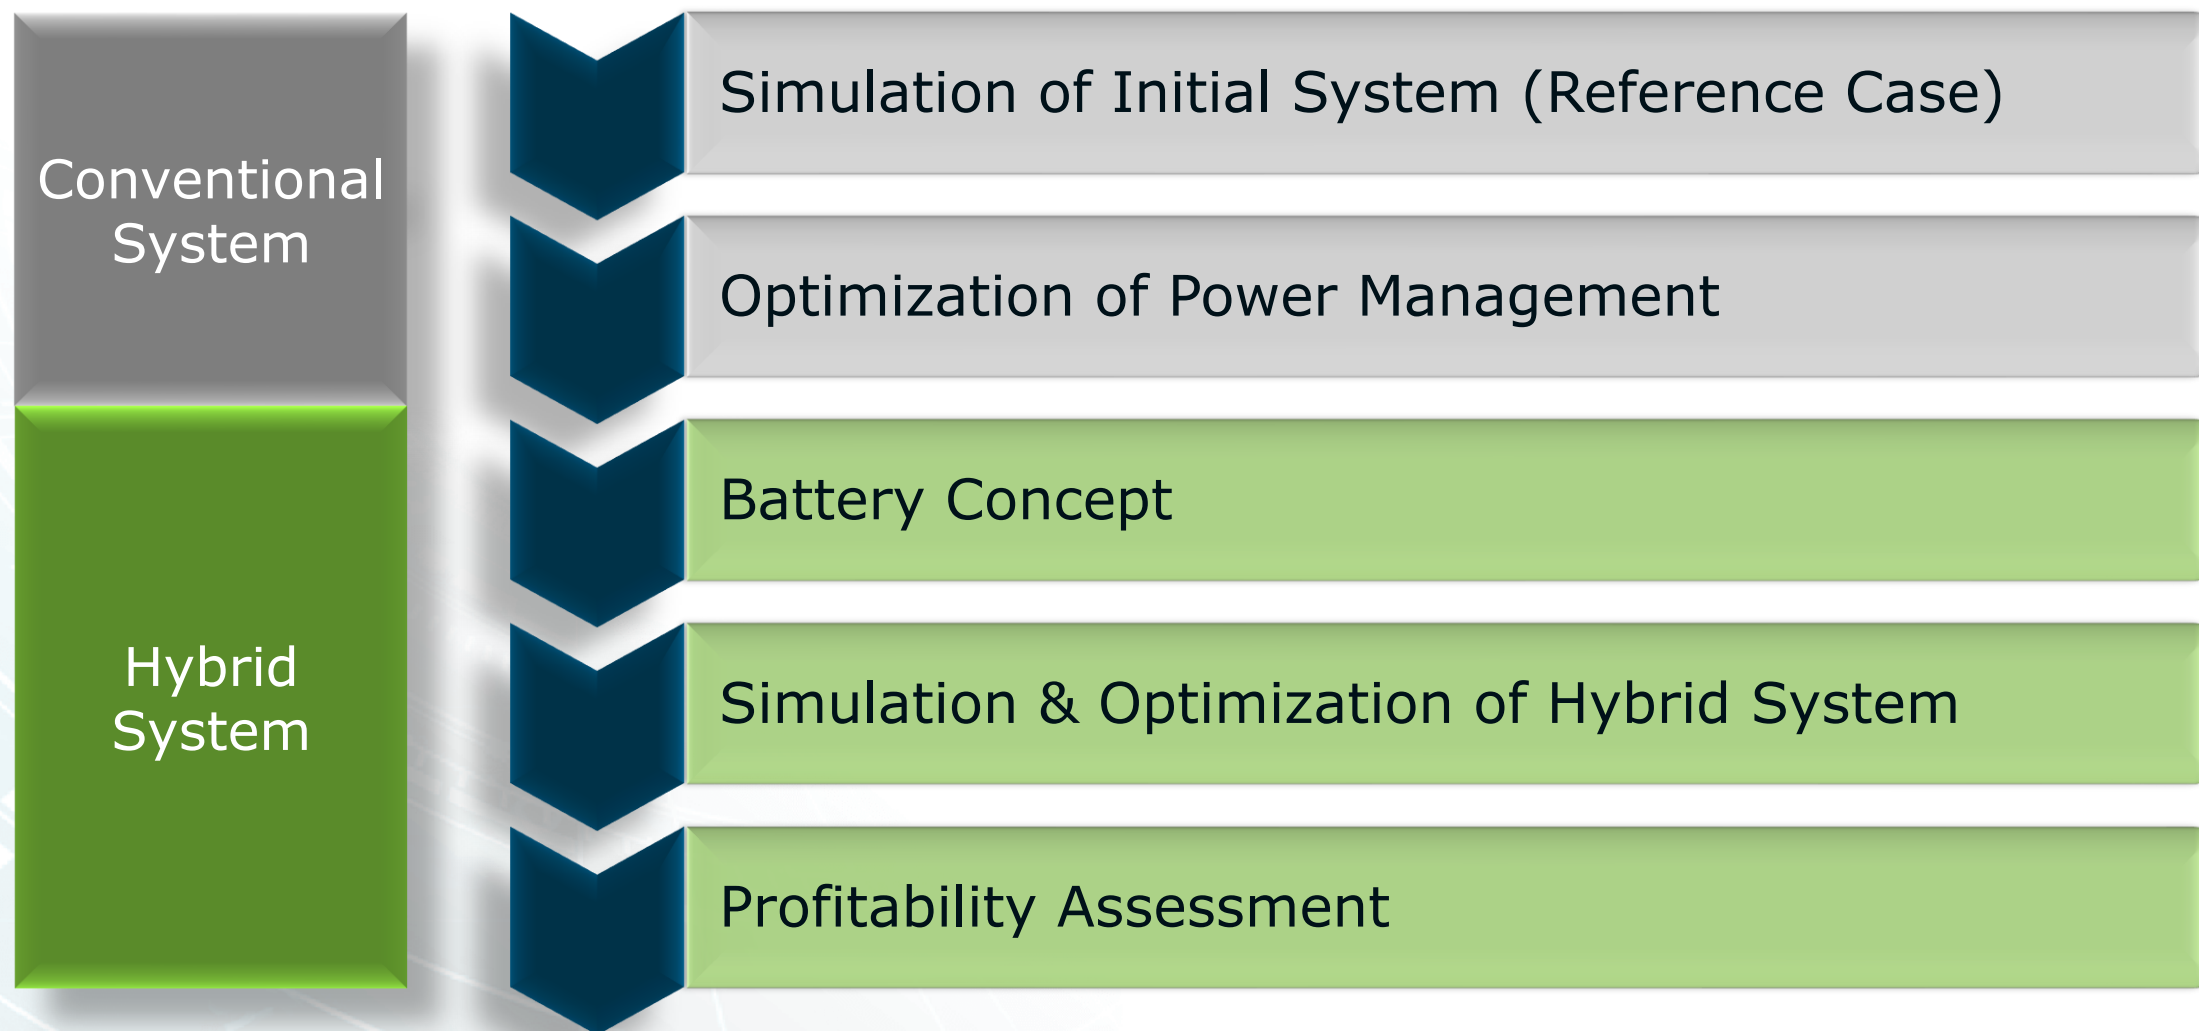 Conventional
System
Simulation of Initial System (Reference Case)
Optimization of Power Management
Hybrid
System
Battery Concept
Simulation & Optimization of Hybrid System
Profitability Assessment